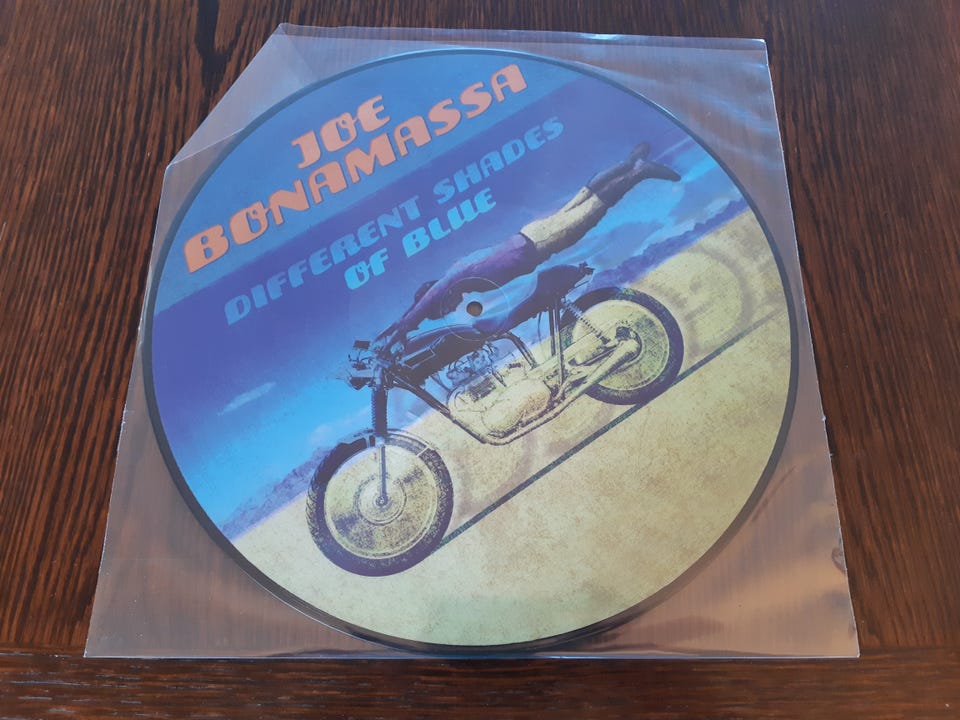 JOE
BONAMASSA
DIFFERENT SHADES
OF BLUE